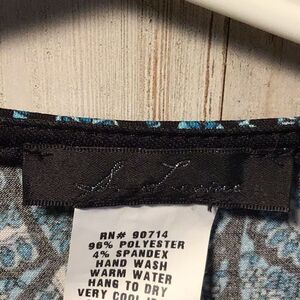 RN# 90714
96% POLYESTER
4% SPANDEX
HAND WASH
WARM WATER
HANG TO DRY
VERY COOL